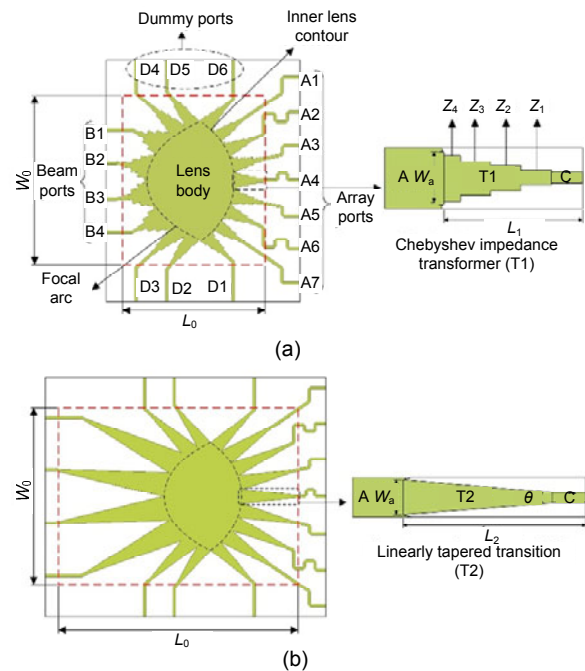 Dummy ports
Inner lens
contour
D4 D5 D6
A1
A2
A3
A4
A5
A6
A7
B1
B2
B3
B4
Beam
ports
Lens
body
Array
ports
W₀
Focal
arc
D3 D2 D1
L₀
Z₄ Z₃ Z₂ Z₁
A Wₐ T1 C
L₁
Chebyshev impedance
transformer (T1)
(a)
W₀
L₀
A Wₐ T2 θ C
L₂
Linearly tapered transition
(T2)
(b)